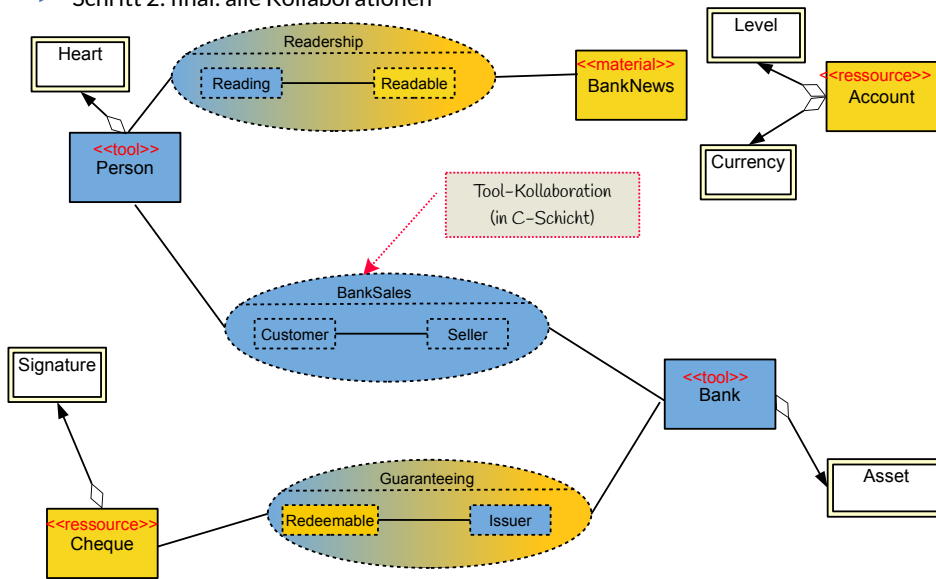 Schritt 2: final: alle Kollaborationen
Heart
Readership
Reading
Readable
<<material>>
BankNews
Level
<<ressource>>
Account
Currency
<<tool>>
Person
Tool-Kollaboration
(in C-Schicht)
BankSales
Customer
Seller
Signature
<<tool>>
Bank
Asset
Guaranteeing
Redeemable
Issuer
<<ressource>>
Cheque